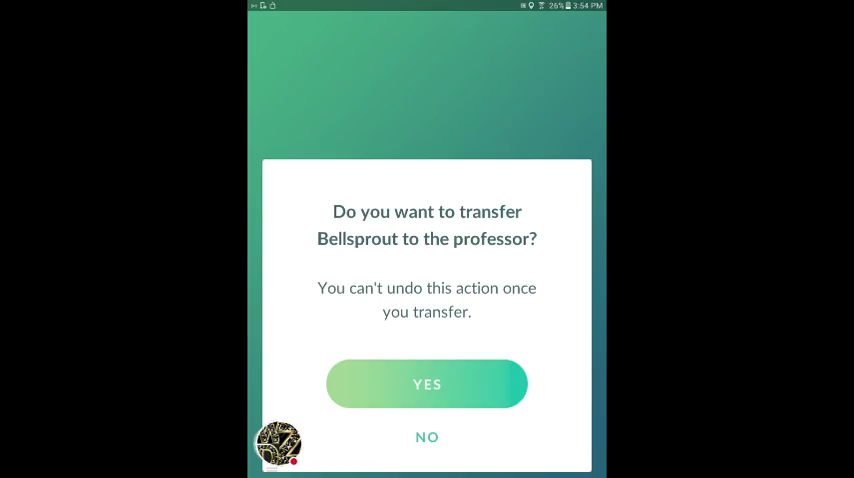 26% 3:54 PM
Do you want to transfer
Bellsprout to the professor?
You can't undo this action once
you transfer.
YES
NO